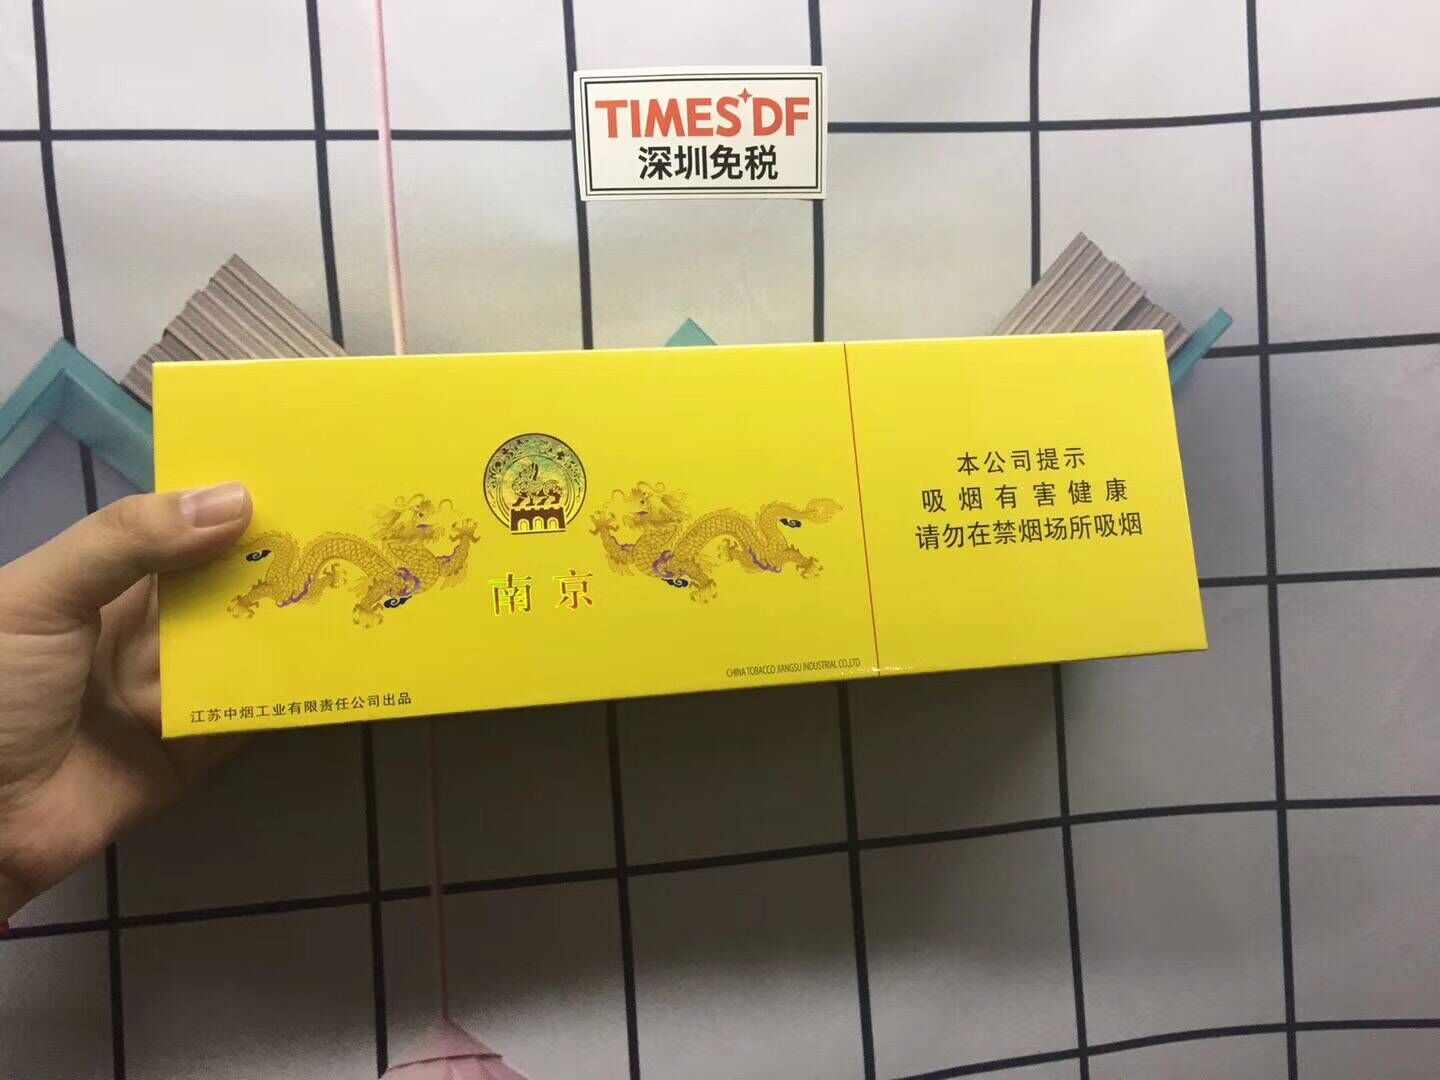 TIMES DF
深圳免税
南京
本公司提示
吸烟有害健康
请勿在禁烟场所吸烟
CHINA TOBACCO JIANGSU INDUSTRIAL CO.,LTD
江苏中烟工业有限责任公司出品